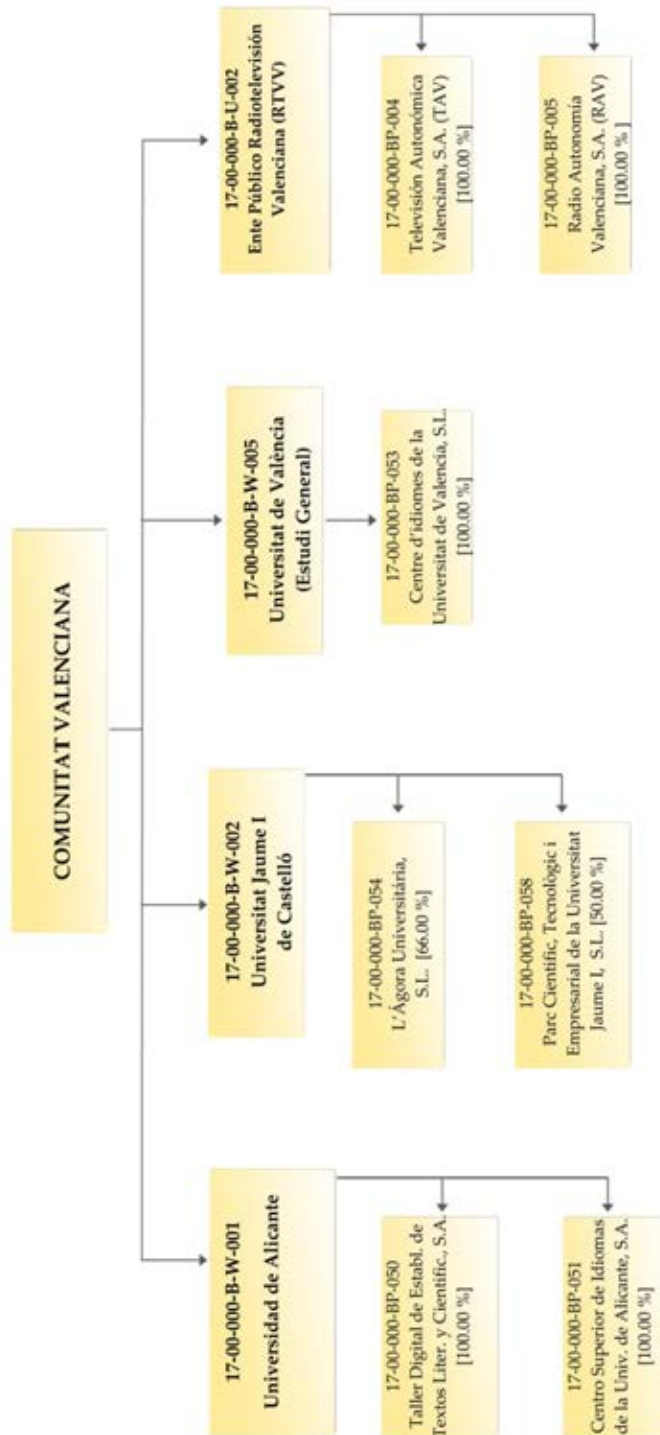 COMUNITAT VALENCIANA
17-00-000-B-W-001
Universidad de Alicante
17-00-000-BP-050
Taller Digital de Establ. de
Textos Liter. y Cientific., S.A.
[100.00 %]
17-00-000-BP-051
Centro Superior de Idiomas
de la Univ. de Alicante, S.A.
[100.00 %]
17-00-000-B-W-002
Universitat Jaume I
de Castelló
17-00-000-BP-054
L'Ágora Universitária,
S.L. [66.00 %]
17-00-000-BP-058
Parc Cientific, Tecnològic i
Empresarial de la Universitat
Jaume I, S.L. [50.00 %]
17-00-000-B-W-005
Universitat de València
(Estudi General)
17-00-000-BP-053
Centre d'idiomes de la
Universitat de Valencia, S.L.
[100.00 %]
17-00-000-B-U-002
Ente Público Radiotelevisión
Valenciana (RTVV)
17-00-000-BP-004
Televisión Autonómica
Valenciana, S.A. (TAV)
[100.00 %]
17-00-000-BP-005
Radio Autonomía
Valenciana, S.A. (RAV)
[100.00 % ]